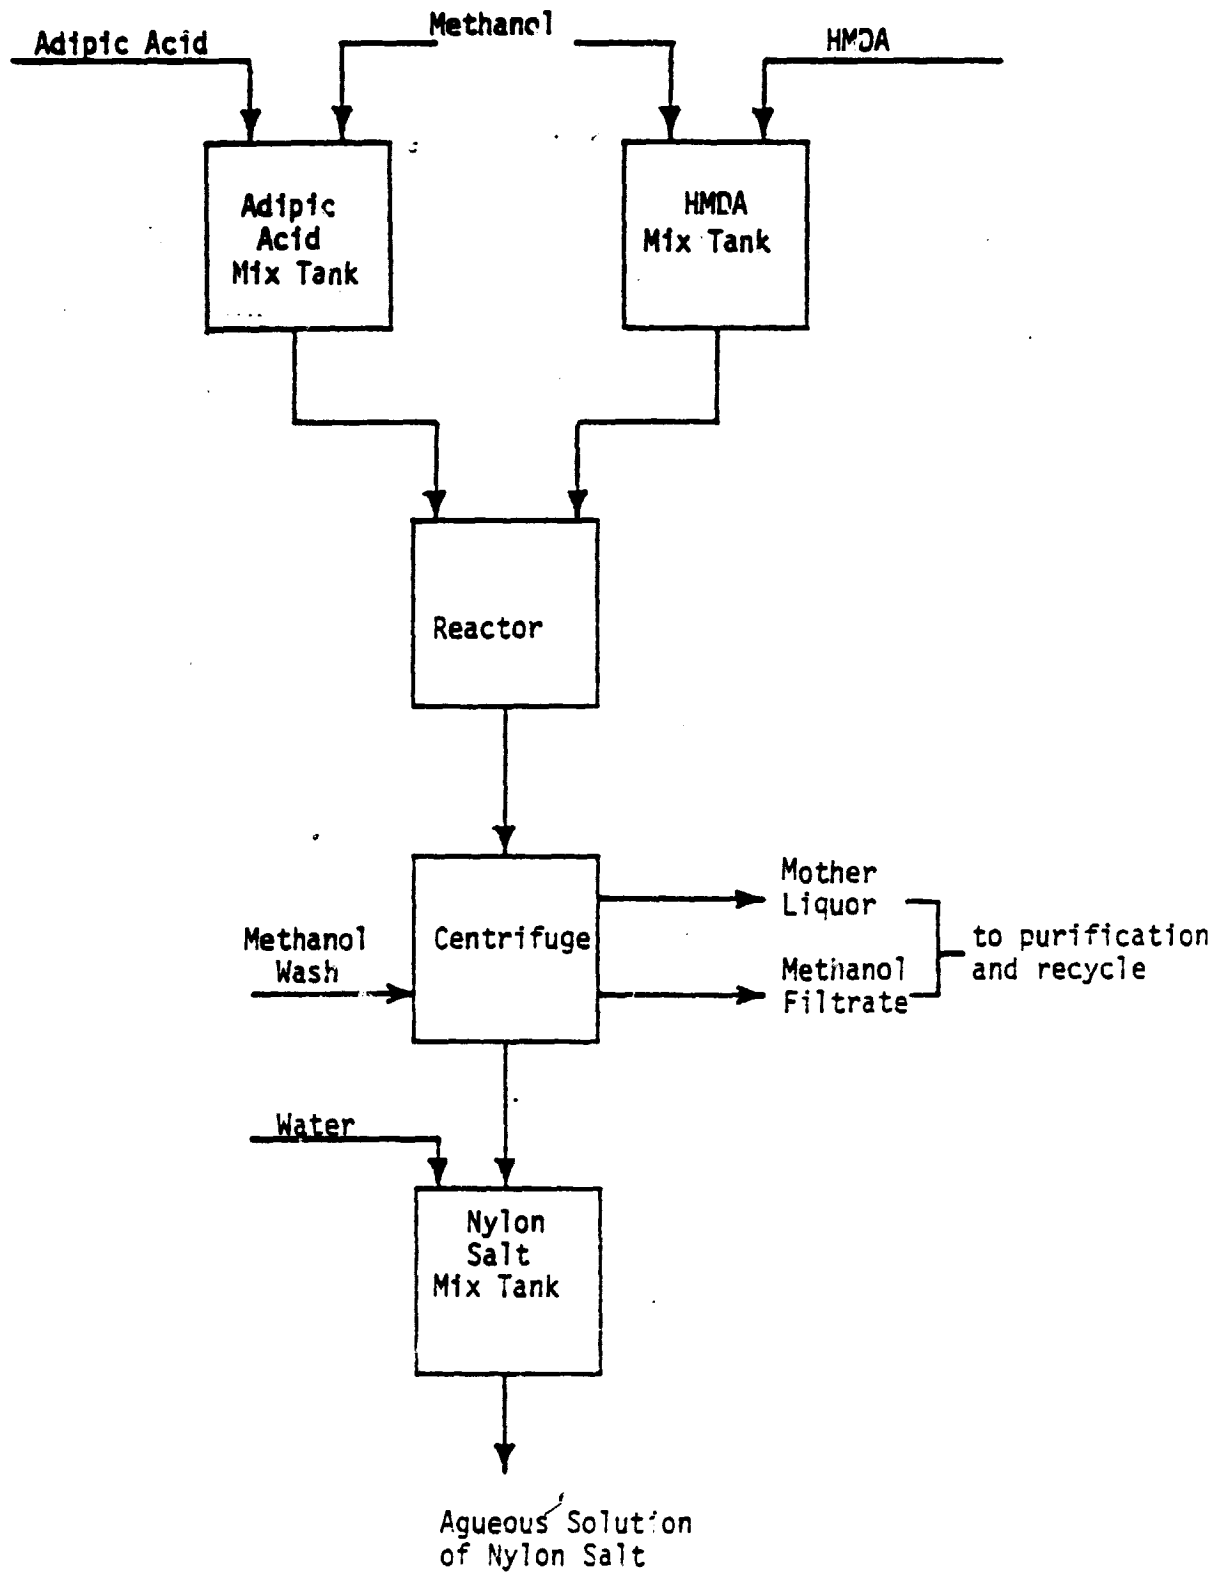 Methanol
Adipic Acid
HMDA
Adipic
Acid
Mix Tank
HMDA
Mix Tank
Reactor
Mother
Liquor
Methanol
Wash
Centrifuge
to purification
and recycle
Methanol
Filtrate
Water
Nylon
Salt
Mix Tank
Agueous Solution
of Nylon Salt